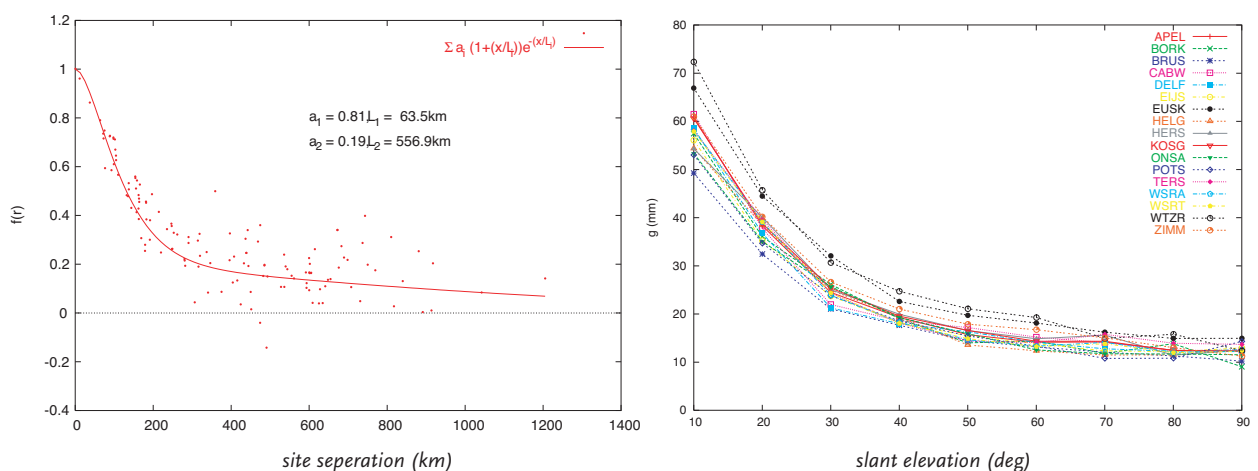 1.2
1
0.8
0.6
0.4
0.2
0
-0.2
-0.4
0
200
400
600
800
1000
1200
1400
f(r)
site seperation (km)
Σ a_i (1+(x/L_i))e^-(x/L_i)
a_1 = 0.81,L_1 = 63.5km
a_2 = 0.19,L_2 = 556.9km
80
70
60
50
40
30
20
10
0
10
20
30
40
50
60
70
80
90
g (mm)
slant elevation (deg)
APEL
BORK
BRUS
CABW
DELF
EIJS
EUSK
HELG
HERS
KOSG
ONSA
POTS
TERS
WSRA
WSRT
WTZR
ZIMM